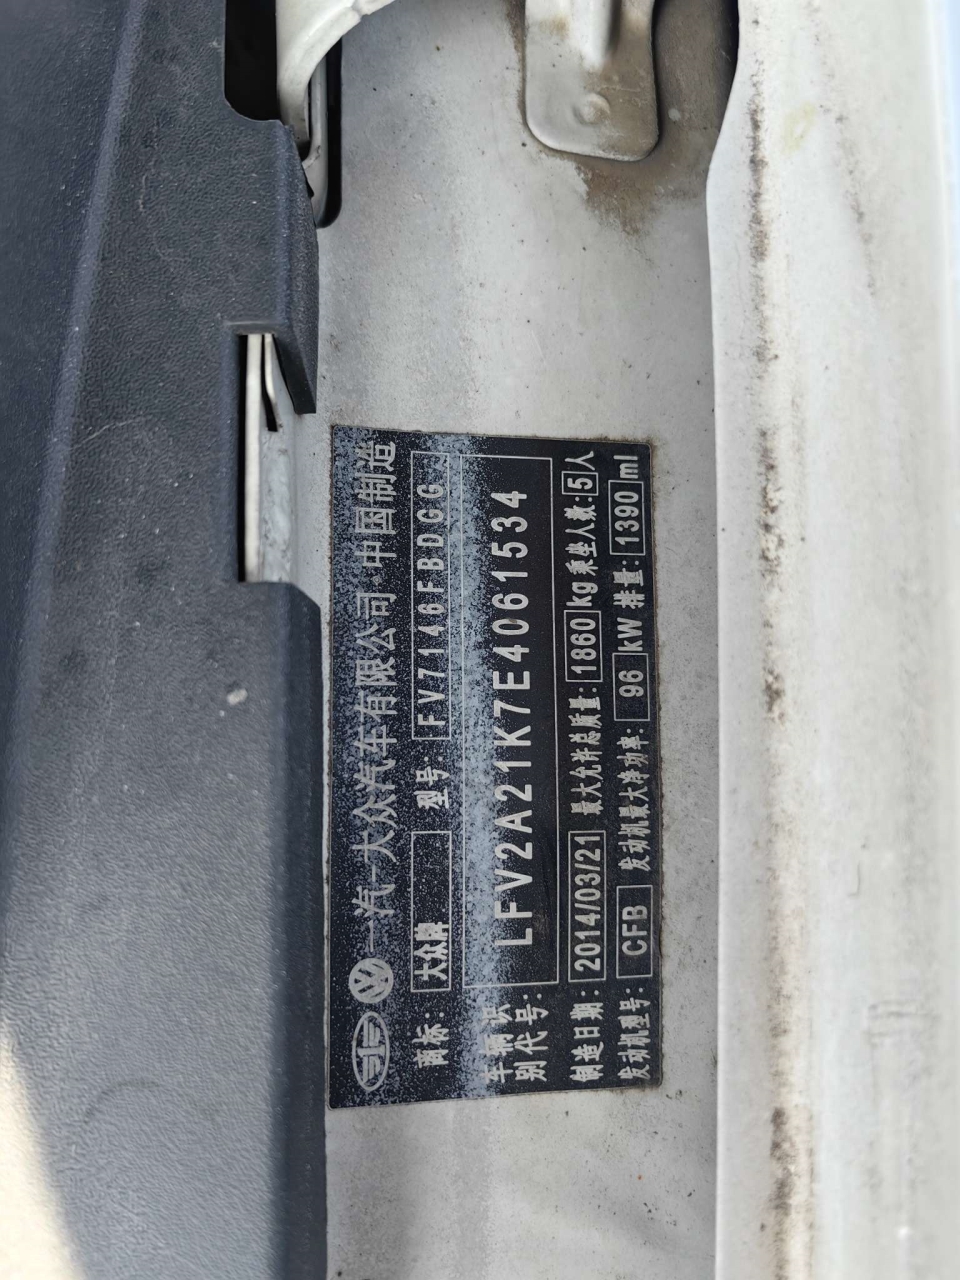 一汽-大众汽车有限公司 中国制造
商标: 大众牌 型号: FV7146FBDGG
车辆识别代号: LFV2A21K7E4061534
制造日期: 2014/03/21 最大允许总质量: 1860 kg 乘坐人数: 5 人
发动机型号: CFB 发动机最大净功率: 96 kW 排量: 1390 ml